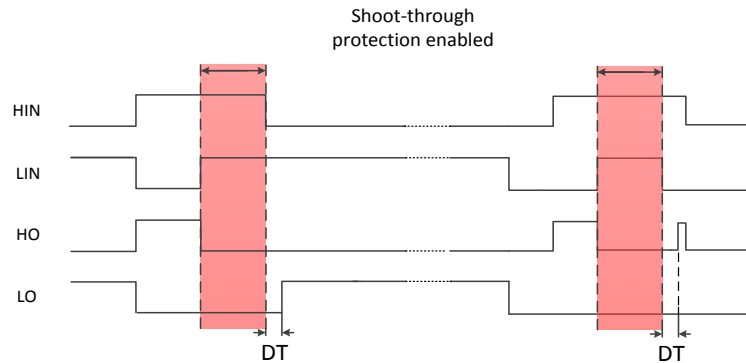 Shoot-through
protection enabled
HIN
LIN
HO
LO
DT
DT